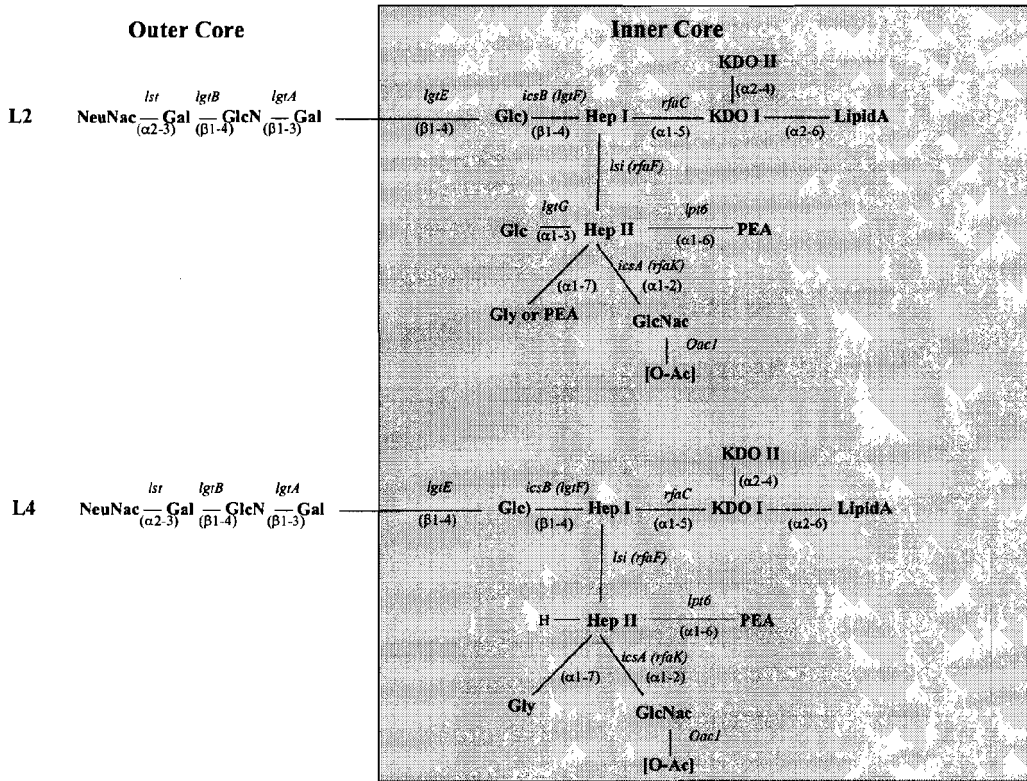 Outer Core Inner Core
KDO II
lst lgtB lgtA lgtE icsB (lgtF) rfaC (α2-4)
L2 NeuNac Gal GlcN Gal Glc) Hep I KDO I LipidA
(α2-3) (β1-4) (β1-3) (β1-4) (β1-4) (α1-5) (α2-6)
lsi (rfaF)
lgtG lpt6
Glc (α1-3) Hep II (α1-6) PEA
icsA (rfaK)
(α1-7) (α1-2)
Gly or PEA GlcNac
Oac1
[O-Ac]
KDO II
lst lgtB lgtA lgtE icsB (lgtF) rfaC (α2-4)
L4 NeuNac Gal GlcN Gal Glc) Hep I KDO I LipidA
(α2-3) (β1-4) (β1-3) (β1-4) (β1-4) (α1-5) (α2-6)
lsi (rfaF)
lpt6
H Hep II (α1-6) PEA
icsA (rfaK)
(α1-7) (α1-2)
Gly GlcNac
Oac1
[O-Ac]